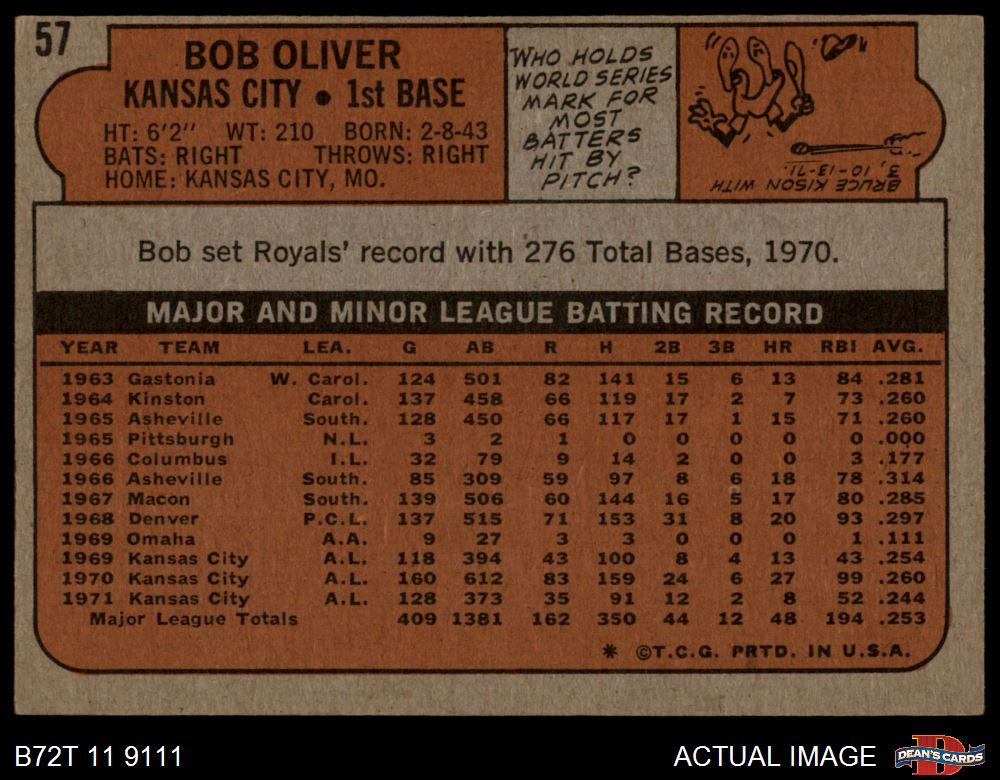 57
BOB OLIVER
KANSAS CITY • 1st BASE
HT: 6'2" WT: 210 BORN: 2-8-43
BATS: RIGHT THROWS: RIGHT
HOME: KANSAS CITY, MO.
WHO HOLDS
WORLD SERIES
MARK FOR
MOST
BATTERS
HIT BY
PITCH?
BRUCE KISON WITH
3, 10-13-71.
Bob set Royals' record with 276 Total Bases, 1970.
MAJOR AND MINOR LEAGUE BATTING RECORD
YEAR TEAM LEA. G AB R H 2B 3B HR RBI AVG.
1963 Gastonia W. Carol. 124 501 82 141 15 6 13 84 .281
1964 Kinston Carol. 137 458 66 119 17 2 7 73 .260
1965 Asheville South. 128 450 66 117 17 1 15 71 .260
1965 Pittsburgh N.L. 3 2 1 0 0 0 0 0 .000
1966 Columbus I.L. 32 79 9 14 2 0 0 3 .177
1966 Asheville South. 85 309 59 97 8 6 18 78 .314
1967 Macon South. 139 506 60 144 16 5 17 80 .285
1968 Denver P.C.L. 137 515 71 153 31 8 20 93 .297
1969 Omaha A.A. 9 27 3 3 0 0 0 1 .111
1969 Kansas City A.L. 118 394 43 100 8 4 13 43 .254
1970 Kansas City A.L. 160 612 83 159 24 6 27 99 .260
1971 Kansas City A.L. 128 373 35 91 12 2 8 52 .244
Major League Totals 409 1381 162 350 44 12 48 194 .253
* ©T.C.G. PRTD. IN U.S.A.
B72T 11 9111
ACTUAL IMAGE
D
DEAN'S CARDS